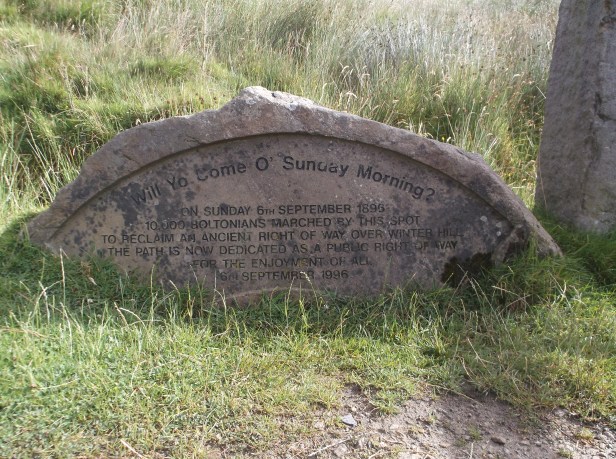 Will Yo' Come O' Sunday Morning?
ON SUNDAY 6TH SEPTEMBER 1896
10,000 BOLTONIANS MARCHED BY THIS SPOT
TO RECLAIM AN ANCIENT RIGHT OF WAY OVER WINTER HILL
THE PATH IS NOW DEDICATED AS A PUBLIC RIGHT OF WAY
FOR THE ENJOYMENT OF ALL
6TH SEPTEMBER 1996